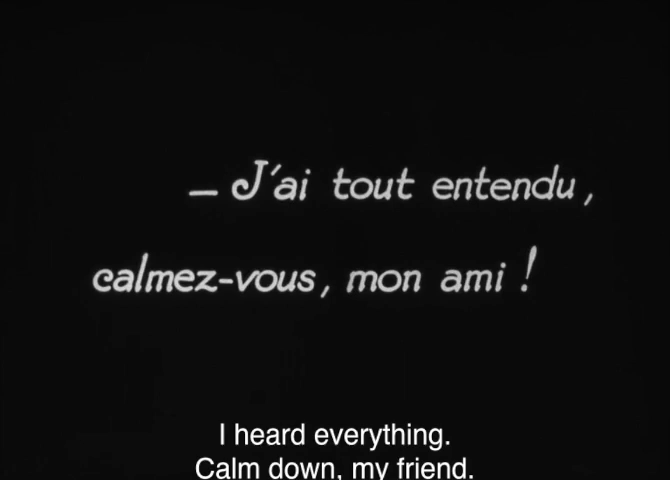 – J'ai tout entendu,
calmez-vous, mon ami !
I heard everything.
Calm down, my friend.